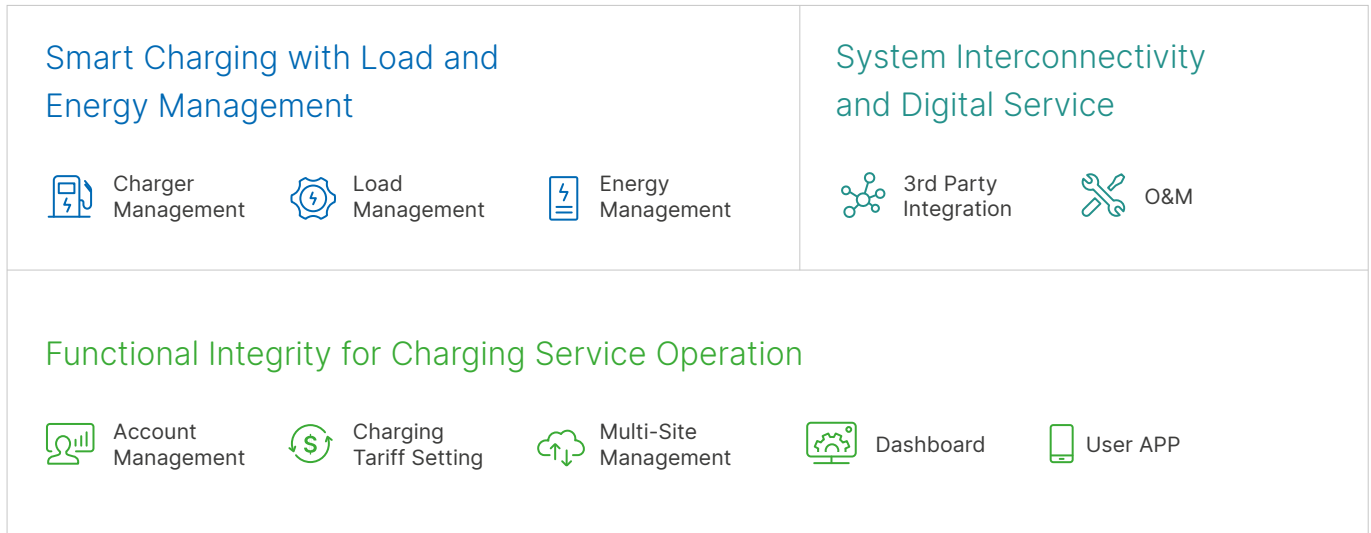 Smart Charging with Load and
Energy Management
Charger
Management
Load
Management
Energy
Management
System Interconnectivity
and Digital Service
3rd Party
Integration
O&M
Functional Integrity for Charging Service Operation
Account
Management
$
Charging
Tariff Setting
Multi-Site
Management
Dashboard
User APP